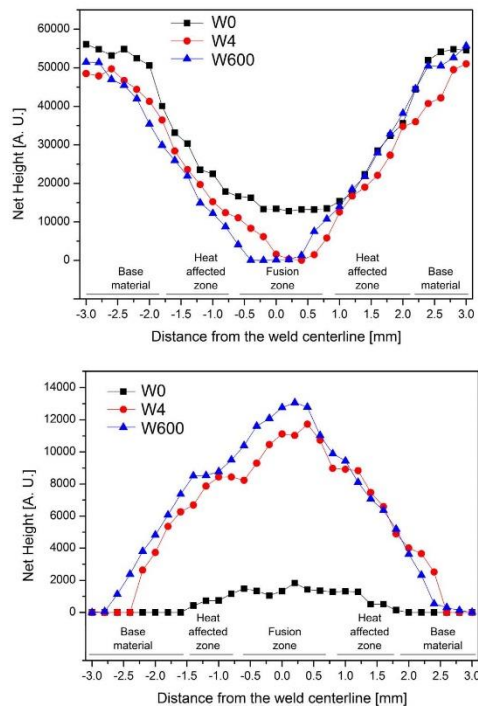 W0
W4
W600
Net Height [A. U.]
60000
50000
40000
30000
20000
10000
0
Base material
Heat affected zone
Fusion zone
Heat affected zone
Base material
-3.0 -2.5 -2.0 -1.5 -1.0 -0.5 0.0 0.5 1.0 1.5 2.0 2.5 3.0
Distance from the weld centerline [mm]
W0
W4
W600
Net Height [A. U.]
14000
12000
10000
8000
6000
4000
2000
0
Base material
Heat affected zone
Fusion zone
Heat affected zone
Base material
-3.0 -2.5 -2.0 -1.5 -1.0 -0.5 0.0 0.5 1.0 1.5 2.0 2.5 3.0
Distance from the weld centerline [mm]